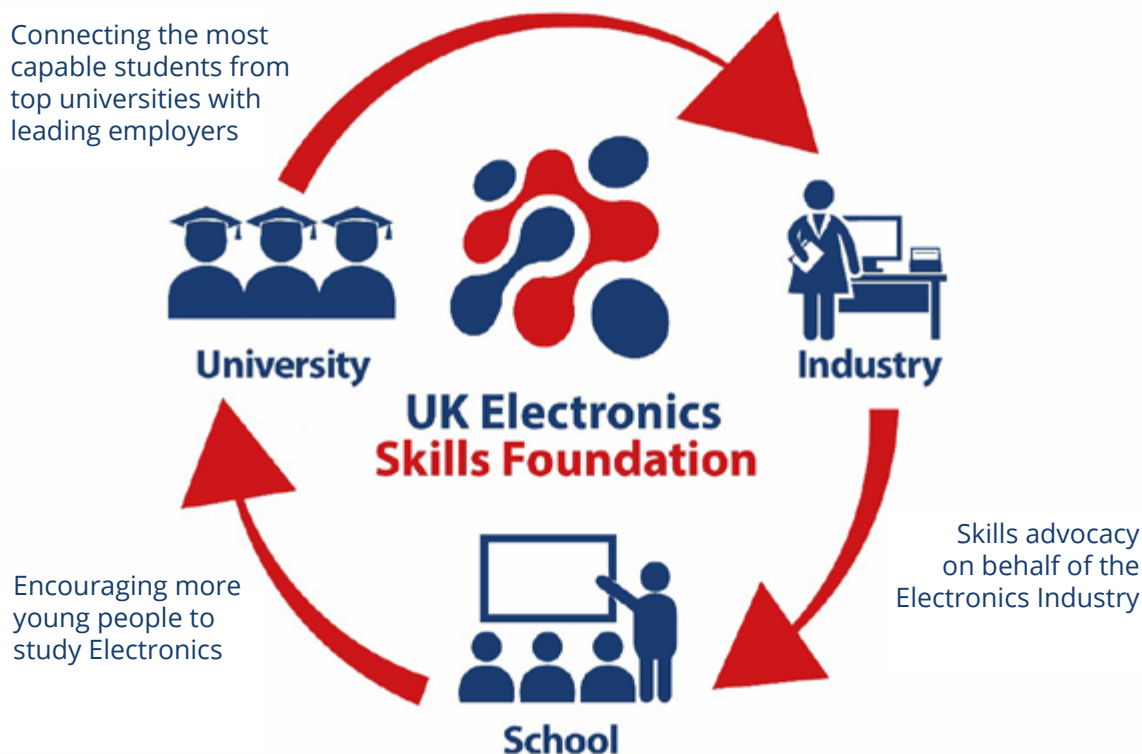 Connecting the most
capable students from
top universities with
leading employers
University
Industry
UK Electronics
Skills Foundation
Skills advocacy
on behalf of the
Electronics Industry
Encouraging more
young people to
study Electronics
School